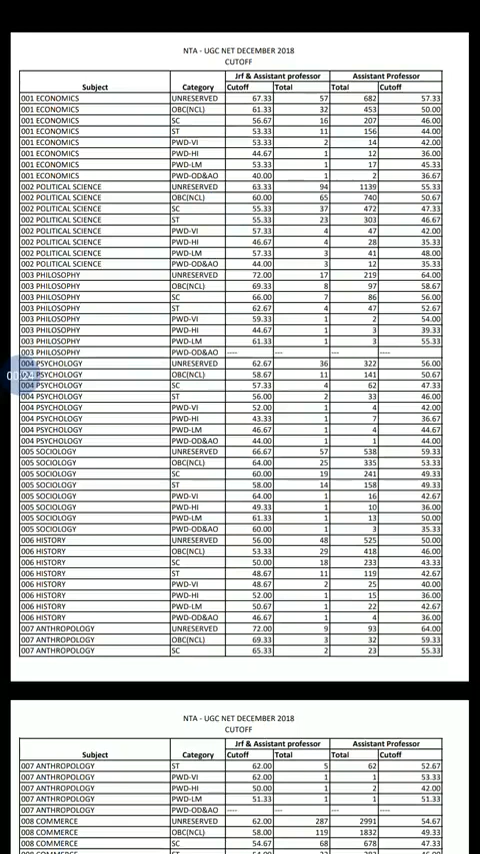 NTA - UGC NET DECEMBER 2018
CUTOFF
Jrf & Assistant professor Assistant Professor
Subject Category Cutoff Total Total Cutoff
001 ECONOMICS UNRESERVED 67.33 57 682 57.33
001 ECONOMICS OBC(NCL) 61.33 32 453 50.00
001 ECONOMICS SC 56.67 16 207 46.00
001 ECONOMICS ST 53.33 11 156 44.00
001 ECONOMICS PWD-VI 53.33 2 14 42.00
001 ECONOMICS PWD-HI 44.67 1 12 36.00
001 ECONOMICS PWD-LM 53.33 1 17 45.33
001 ECONOMICS PWD-OD&AO 40.00 1 2 36.67
002 POLITICAL SCIENCE UNRESERVED 63.33 94 1139 55.33
002 POLITICAL SCIENCE OBC(NCL) 60.00 65 740 50.67
002 POLITICAL SCIENCE SC 55.33 37 472 47.33
002 POLITICAL SCIENCE ST 55.33 23 303 46.67
002 POLITICAL SCIENCE PWD-VI 57.33 4 47 42.00
002 POLITICAL SCIENCE PWD-HI 46.67 4 28 35.33
002 POLITICAL SCIENCE PWD-LM 57.33 3 41 48.00
002 POLITICAL SCIENCE PWD-OD&AO 44.00 3 12 35.33
003 PHILOSOPHY UNRESERVED 72.00 17 219 64.00
003 PHILOSOPHY OBC(NCL) 69.33 8 97 58.67
003 PHILOSOPHY SC 66.00 7 86 56.00
003 PHILOSOPHY ST 62.67 4 47 52.67
003 PHILOSOPHY PWD-VI 59.33 1 2 54.00
003 PHILOSOPHY PWD-HI 44.67 1 3 39.33
003 PHILOSOPHY PWD-LM 61.33 1 3 55.33
003 PHILOSOPHY PWD-OD&AO ---- --- --- ----
004 PSYCHOLOGY UNRESERVED 62.67 36 322 56.00
004 PSYCHOLOGY OBC(NCL) 58.67 11 141 50.67
004 PSYCHOLOGY SC 57.33 4 62 47.33
004 PSYCHOLOGY ST 56.00 2 33 46.00
004 PSYCHOLOGY PWD-VI 52.00 1 4 42.00
004 PSYCHOLOGY PWD-HI 43.33 1 7 36.67
004 PSYCHOLOGY PWD-LM 46.67 1 4 44.67
004 PSYCHOLOGY PWD-OD&AO 44.00 1 1 44.00
005 SOCIOLOGY UNRESERVED 66.67 57 538 59.33
005 SOCIOLOGY OBC(NCL) 64.00 25 335 53.33
005 SOCIOLOGY SC 60.00 19 241 49.33
005 SOCIOLOGY ST 58.00 14 158 49.33
005 SOCIOLOGY PWD-VI 64.00 1 16 42.67
005 SOCIOLOGY PWD-HI 49.33 1 10 36.00
005 SOCIOLOGY PWD-LM 61.33 1 13 50.00
005 SOCIOLOGY PWD-OD&AO 60.00 1 3 35.33
006 HISTORY UNRESERVED 56.00 48 525 50.00
006 HISTORY OBC(NCL) 53.33 29 418 46.00
006 HISTORY SC 50.00 18 233 43.33
006 HISTORY ST 48.67 11 119 42.67
006 HISTORY PWD-VI 48.67 2 25 40.00
006 HISTORY PWD-HI 52.00 1 15 36.00
006 HISTORY PWD-LM 50.67 1 22 42.67
006 HISTORY PWD-OD&AO 46.67 1 4 36.00
007 ANTHROPOLOGY UNRESERVED 72.00 9 93 64.00
007 ANTHROPOLOGY OBC(NCL) 69.33 3 32 59.33
007 ANTHROPOLOGY SC 65.33 2 23 55.33
NTA - UGC NET DECEMBER 2018
CUTOFF
Jrf & Assistant professor Assistant Professor
Subject Category Cutoff Total Total Cutoff
007 ANTHROPOLOGY ST 62.00 5 62 52.67
007 ANTHROPOLOGY PWD-VI 62.00 1 1 53.33
007 ANTHROPOLOGY PWD-HI 50.00 1 2 42.00
007 ANTHROPOLOGY PWD-LM 51.33 1 1 51.33
007 ANTHROPOLOGY PWD-OD&AO ---- --- --- ----
008 COMMERCE UNRESERVED 62.00 287 2991 54.67
008 COMMERCE OBC(NCL) 58.00 119 1832 49.33
008 COMMERCE SC 54.67 68 678 47.33